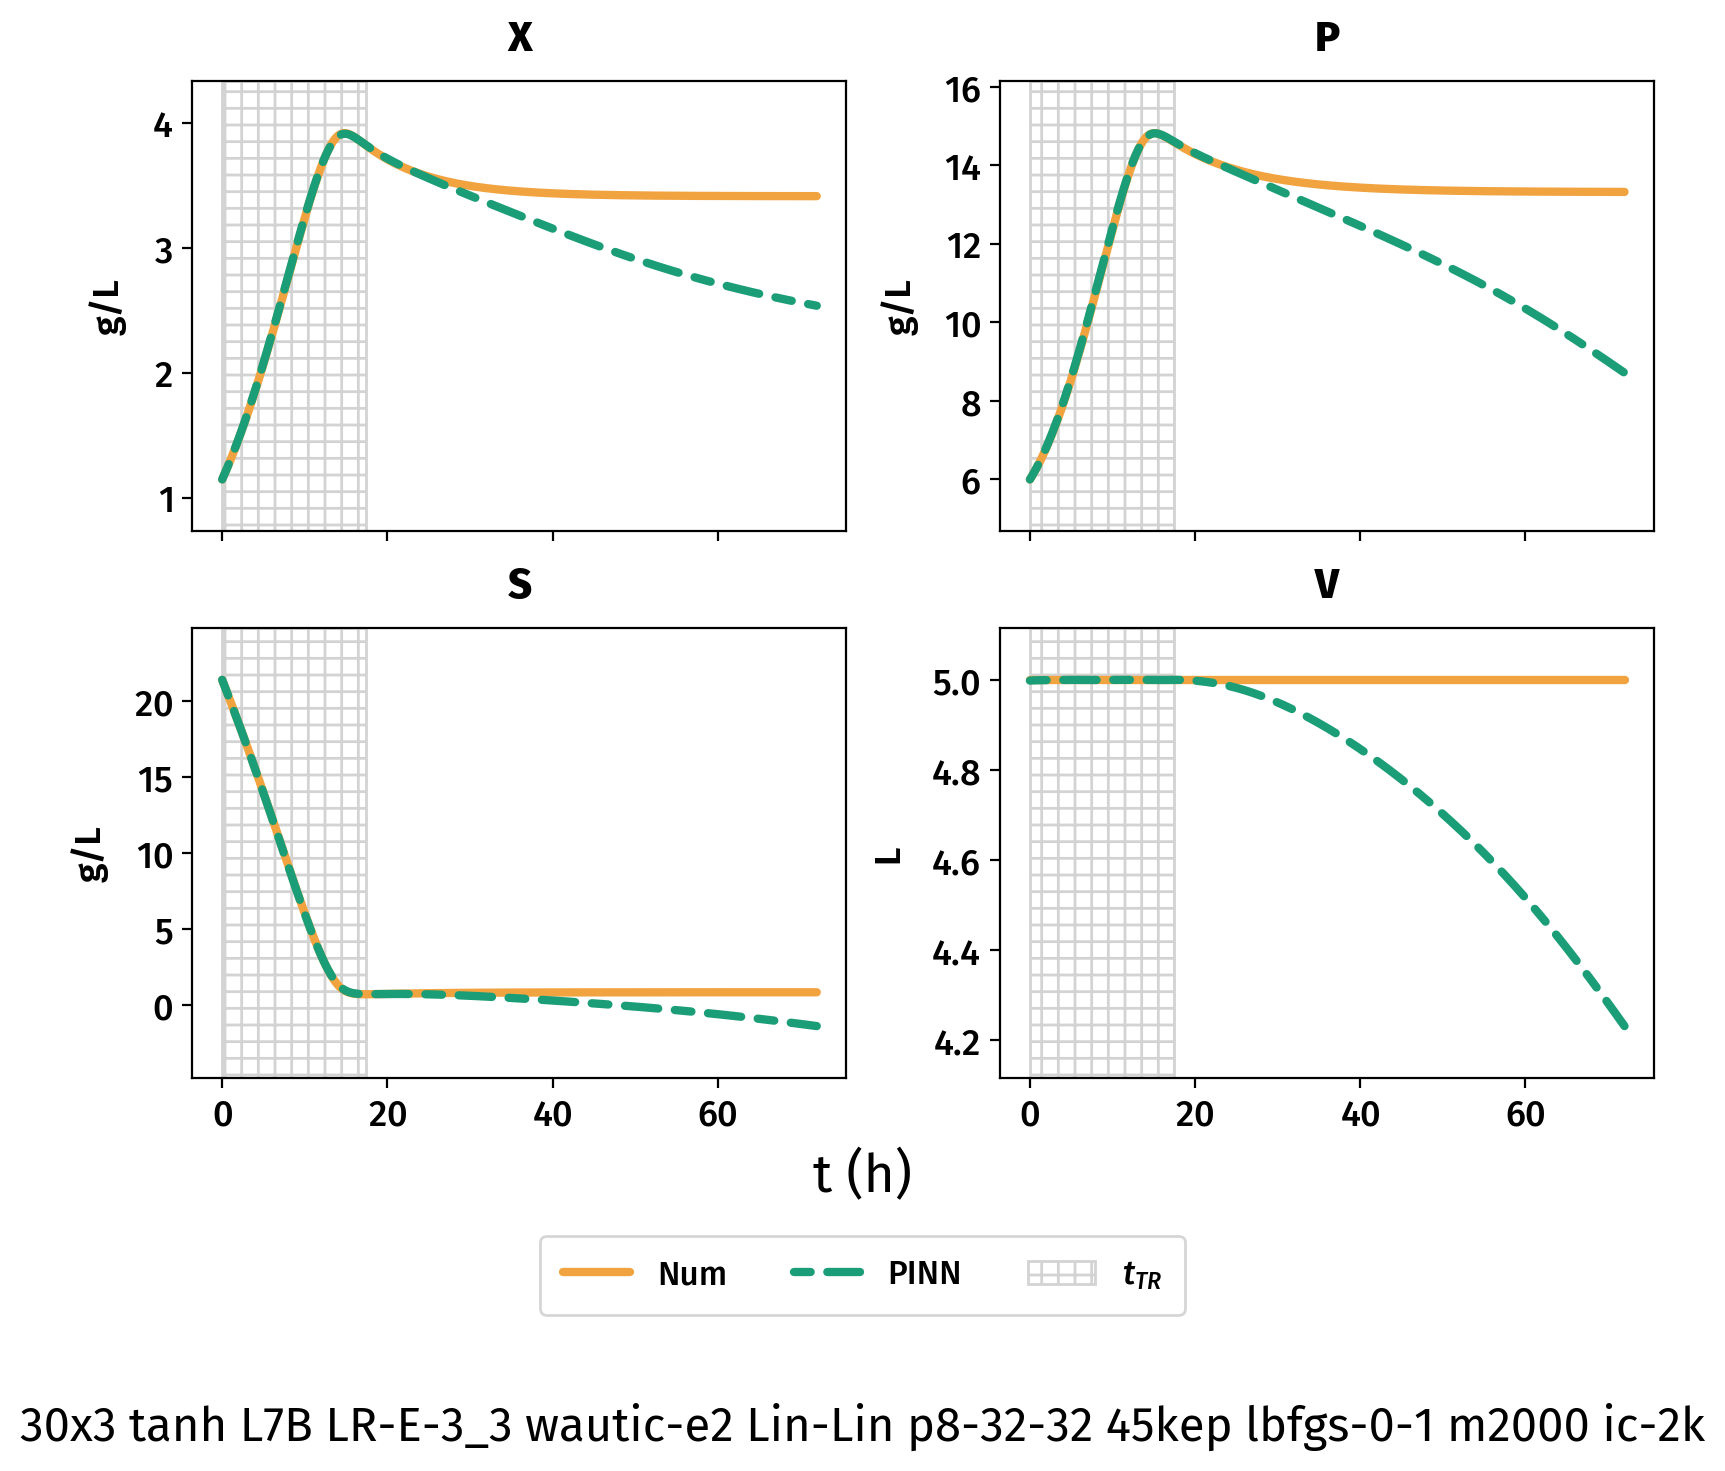 X
P
4
3
2
1
g/L
16
14
12
10
8
6
g/L
S
V
20
15
10
5
0
g/L
0 20 40 60
5.0
4.8
4.6
4.4
4.2
L
0 20 40 60
t (h)
Num PINN tTR
30x3 tanh L7B LR-E-3_3 wautic-e2 Lin-Lin p8-32-32 45kep lbfgs-0-1 m2000 ic-2k